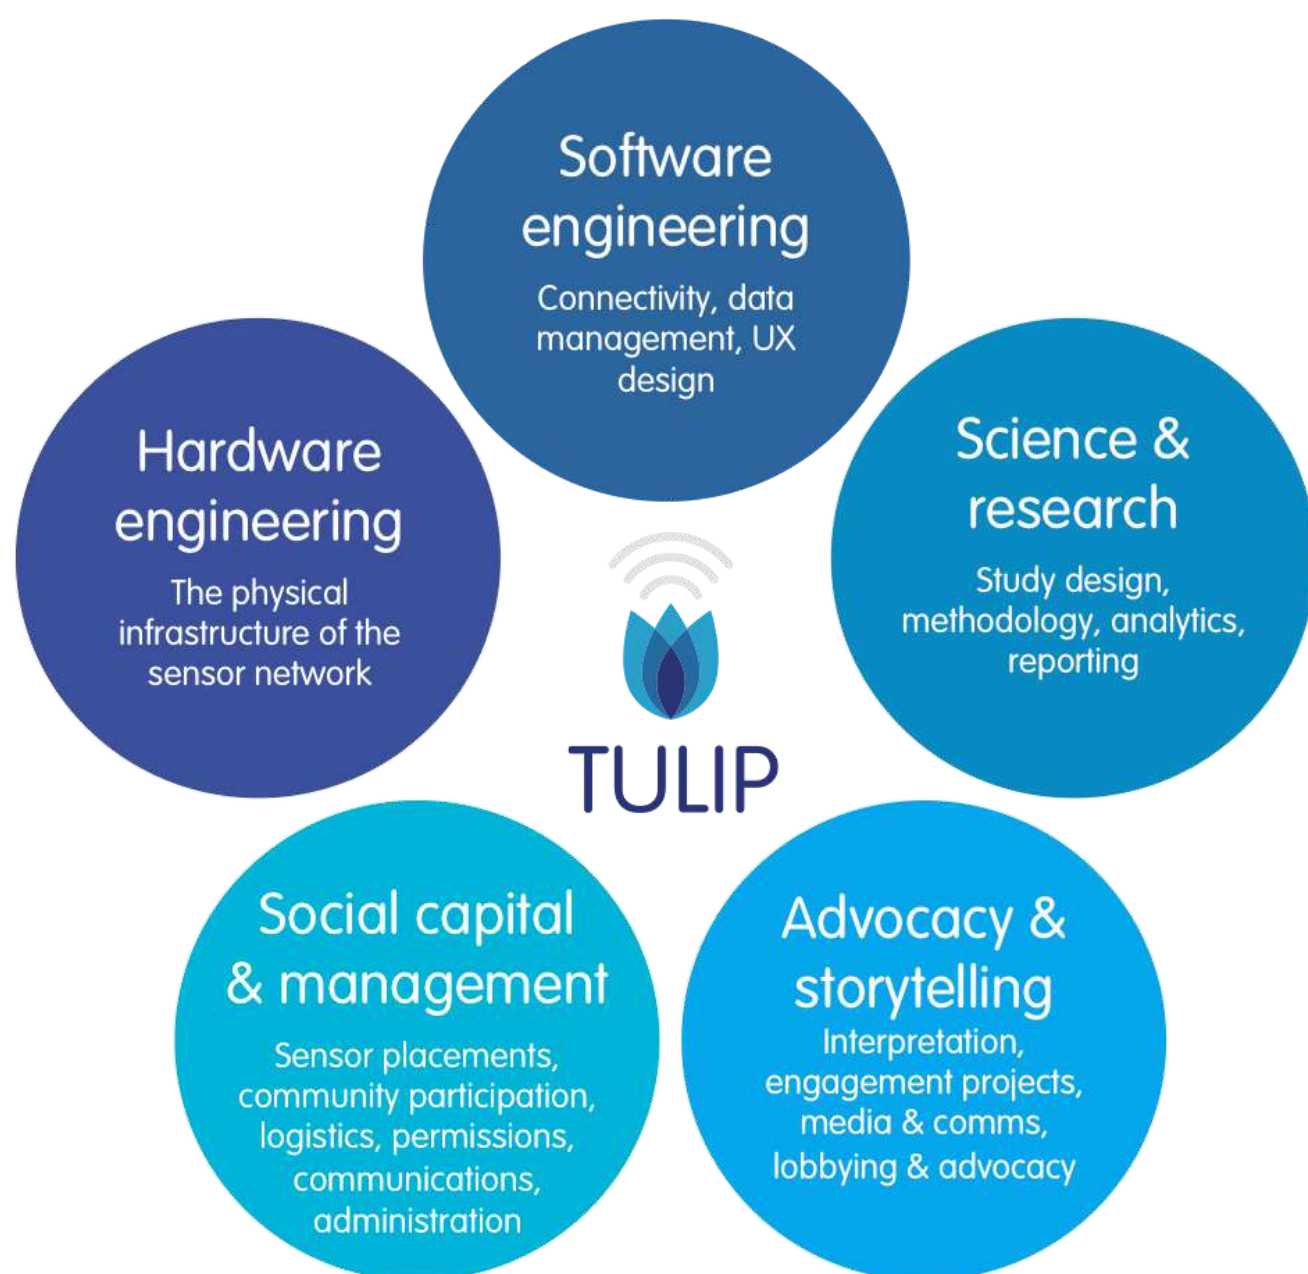 Software
engineering
Connectivity, data
management, UX
design
Hardware
engineering
The physical
infrastructure of the
sensor network
Science &
research
Study design,
methodology, analytics,
reporting
TULIP
Social capital
& management
Sensor placements,
community participation,
logistics, permissions,
communications,
administration
Advocacy &
storytelling
Interpretation,
engagement projects,
media & comms,
lobbying & advocacy